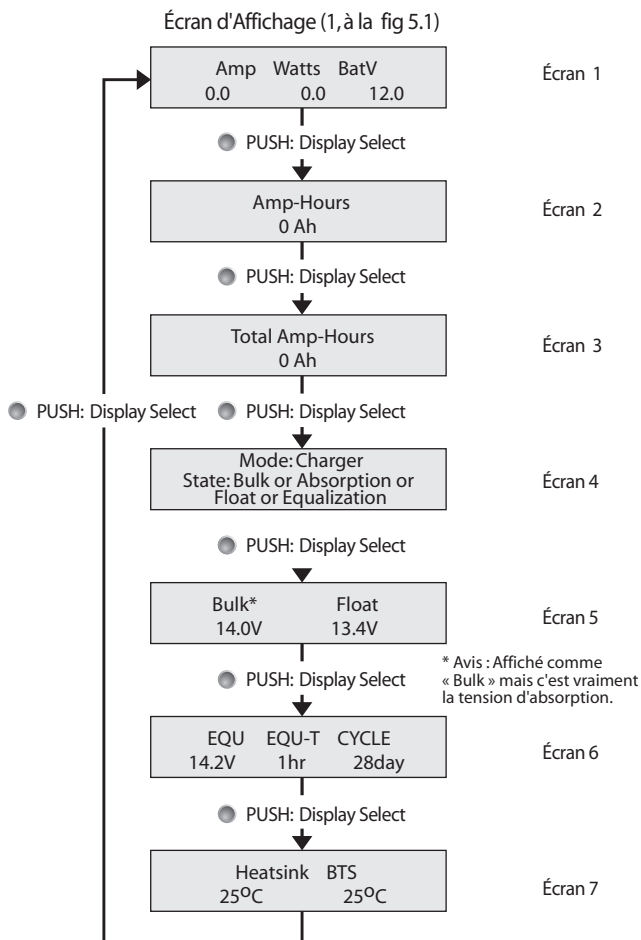 Écran d'Affichage (1, à la fig 5.1)
Amp Watts BatV
0.0 0.0 12.0
Écran 1
PUSH: Display Select
Amp-Hours
0 Ah
Écran 2
PUSH: Display Select
Total Amp-Hours
0 Ah
Écran 3
PUSH: Display Select
PUSH: Display Select
Mode: Charger
State: Bulk or Absorption or
Float or Equalization
Écran 4
PUSH: Display Select
Bulk* Float
14.0V 13.4V
Écran 5
* Avis : Affiché comme
« Bulk » mais c'est vraiment
la tension d'absorption.
PUSH: Display Select
EQU EQU-T CYCLE
14.2V 1hr 28day
Écran 6
PUSH: Display Select
Heatsink BTS
25ºC 25ºC
Écran 7